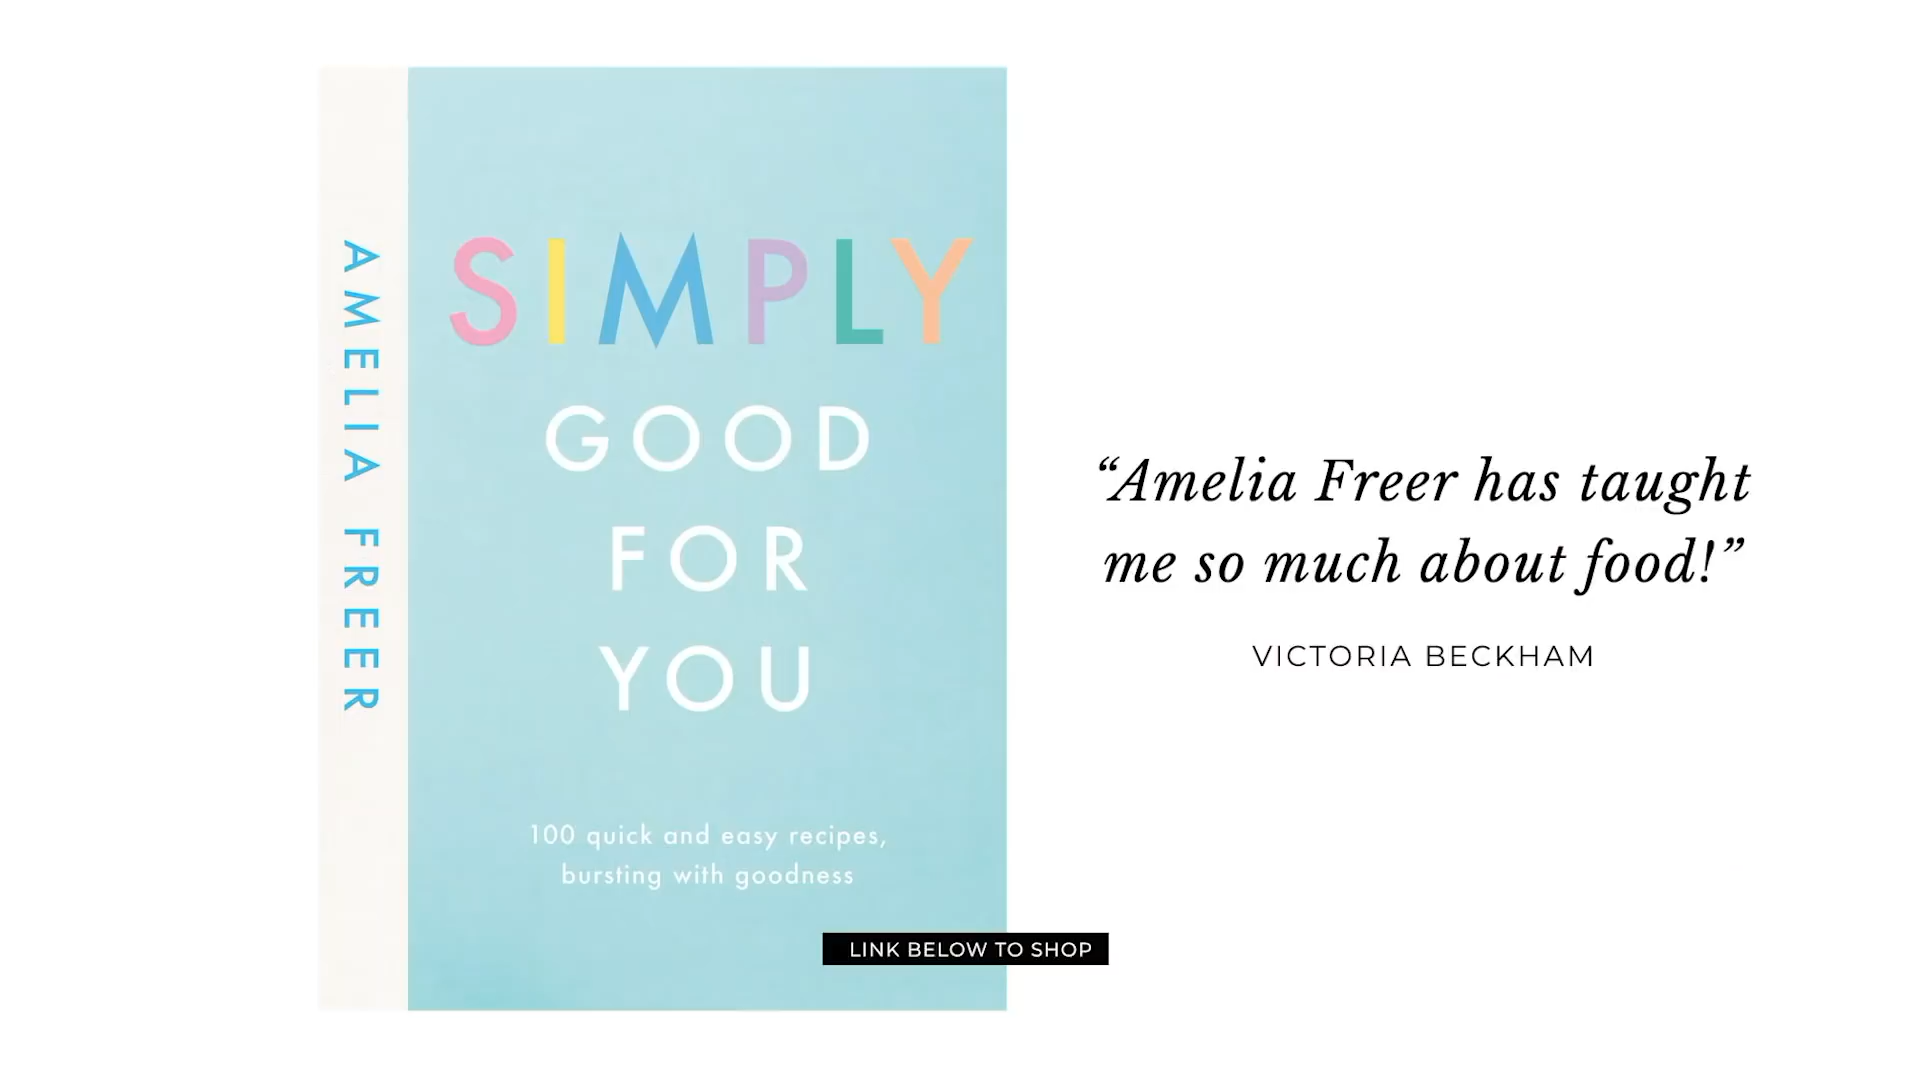 AMELIA FREER
SIMPLY
GOOD
FOR
YOU
100 quick and easy recipes,
bursting with goodness
“Amelia Freer has taught
me so much about food!”
VICTORIA BECKHAM
LINK BELOW TO SHOP